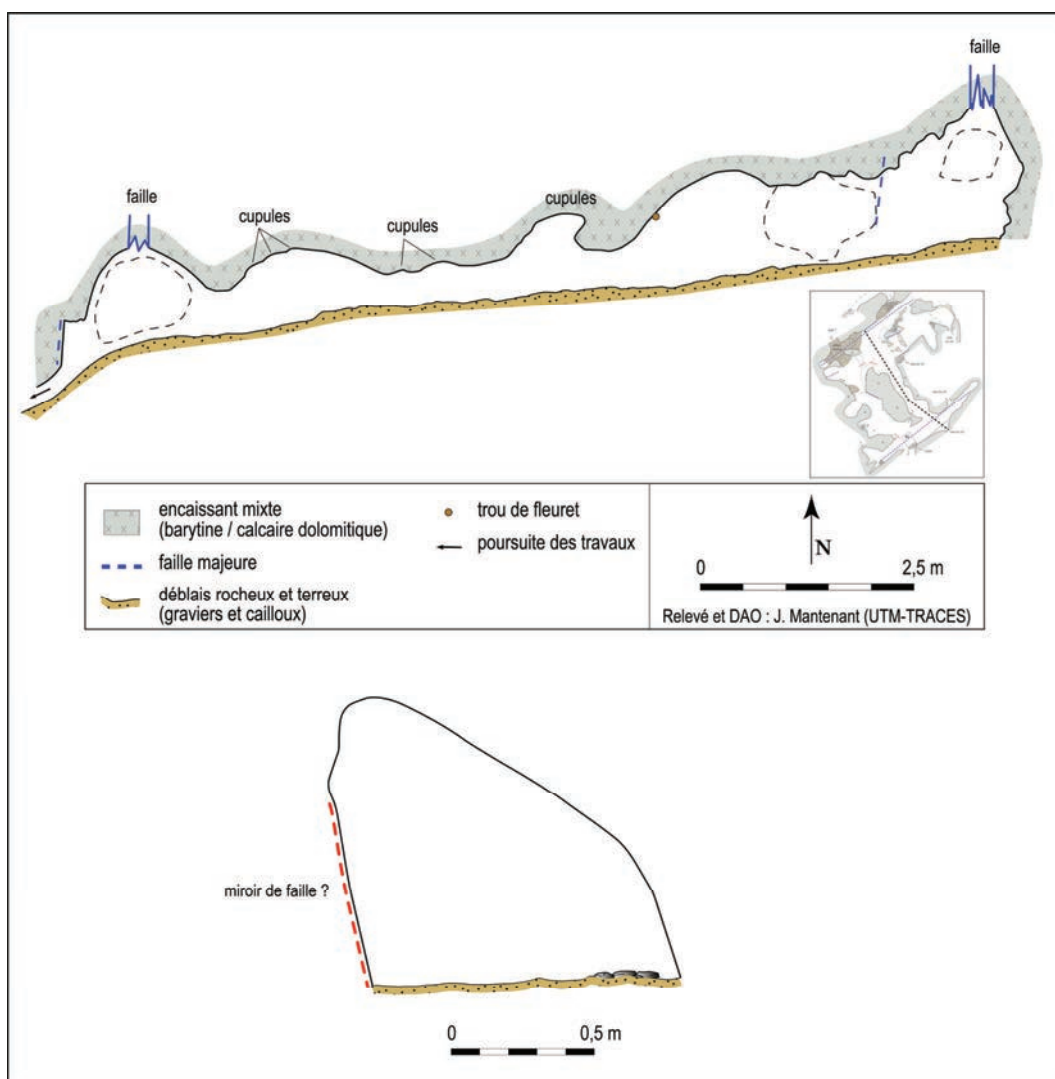 faille
faille
cupules
cupules
cupules
encaissant mixte
(barytine / calcaire dolomitique)
faille majeure
déblais rocheux et terreux
(graviers et cailloux)
trou de fleuret
poursuite des travaux
N
0 2,5 m
Relevé et DAO : J. Mantenant (UTM-TRACES)
miroir de faille ?
0 0,5 m